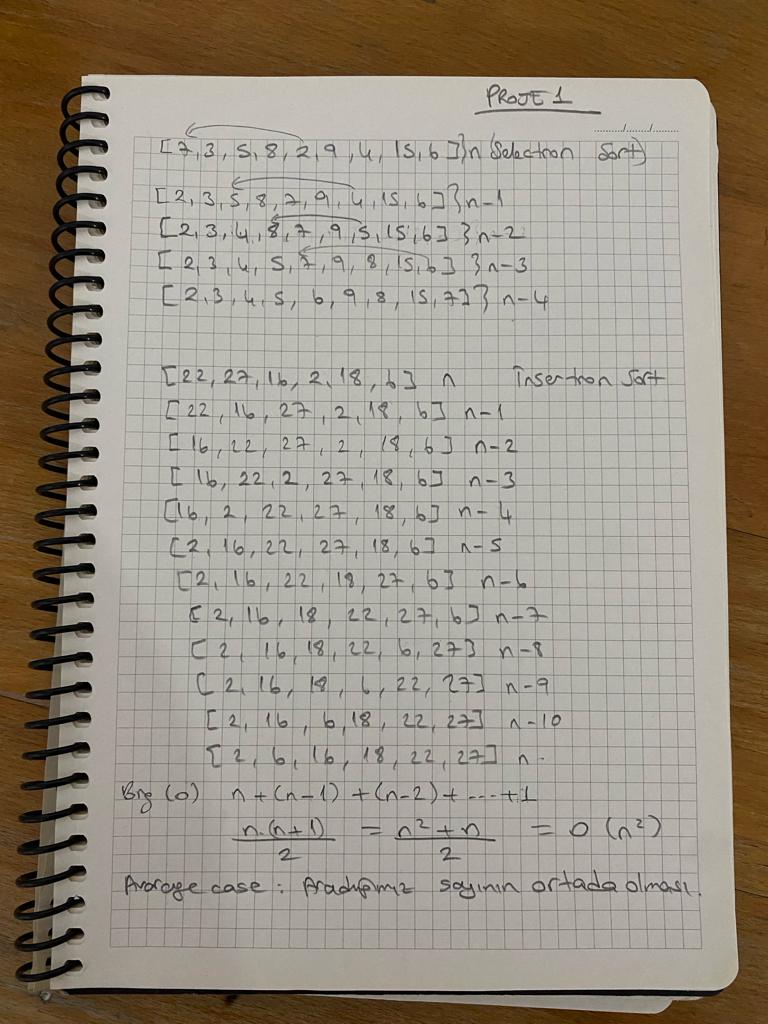 PROJE 1
[7,3,5,8,2,9,4,15,6]}n (Selection Sort)
[2,3,5,8,7,9,4,15,6]}n-1
[2,3,4,8,7,9,5,15,6]}n-2
[2,3,4,5,7,9,8,15,6]}n-3
[2,3,4,5,6,9,8,15,7]}n-4
[22,27,16,2,18,6] n Insertion Sort
[22,16,27,2,18,6] n-1
[16,22,27,2,18,6] n-2
[16,22,2,27,18,6] n-3
[16,2,22,27,18,6] n-4
[2,16,22,27,18,6] n-5
[2,16,22,18,27,6] n-6
[2,16,18,22,27,6] n-7
[2,16,18,22,6,27] n-8
[2,16,18,6,22,27] n-9
[2,16,6,18,22,27] n-10
[2,6,16,18,22,27] n.
Big (O) n+(n-1)+(n-2)+---+1
n.(n+1)/2 = n²+n/2 = O(n²)
Average case : Aradığımız sayının ortada olması.